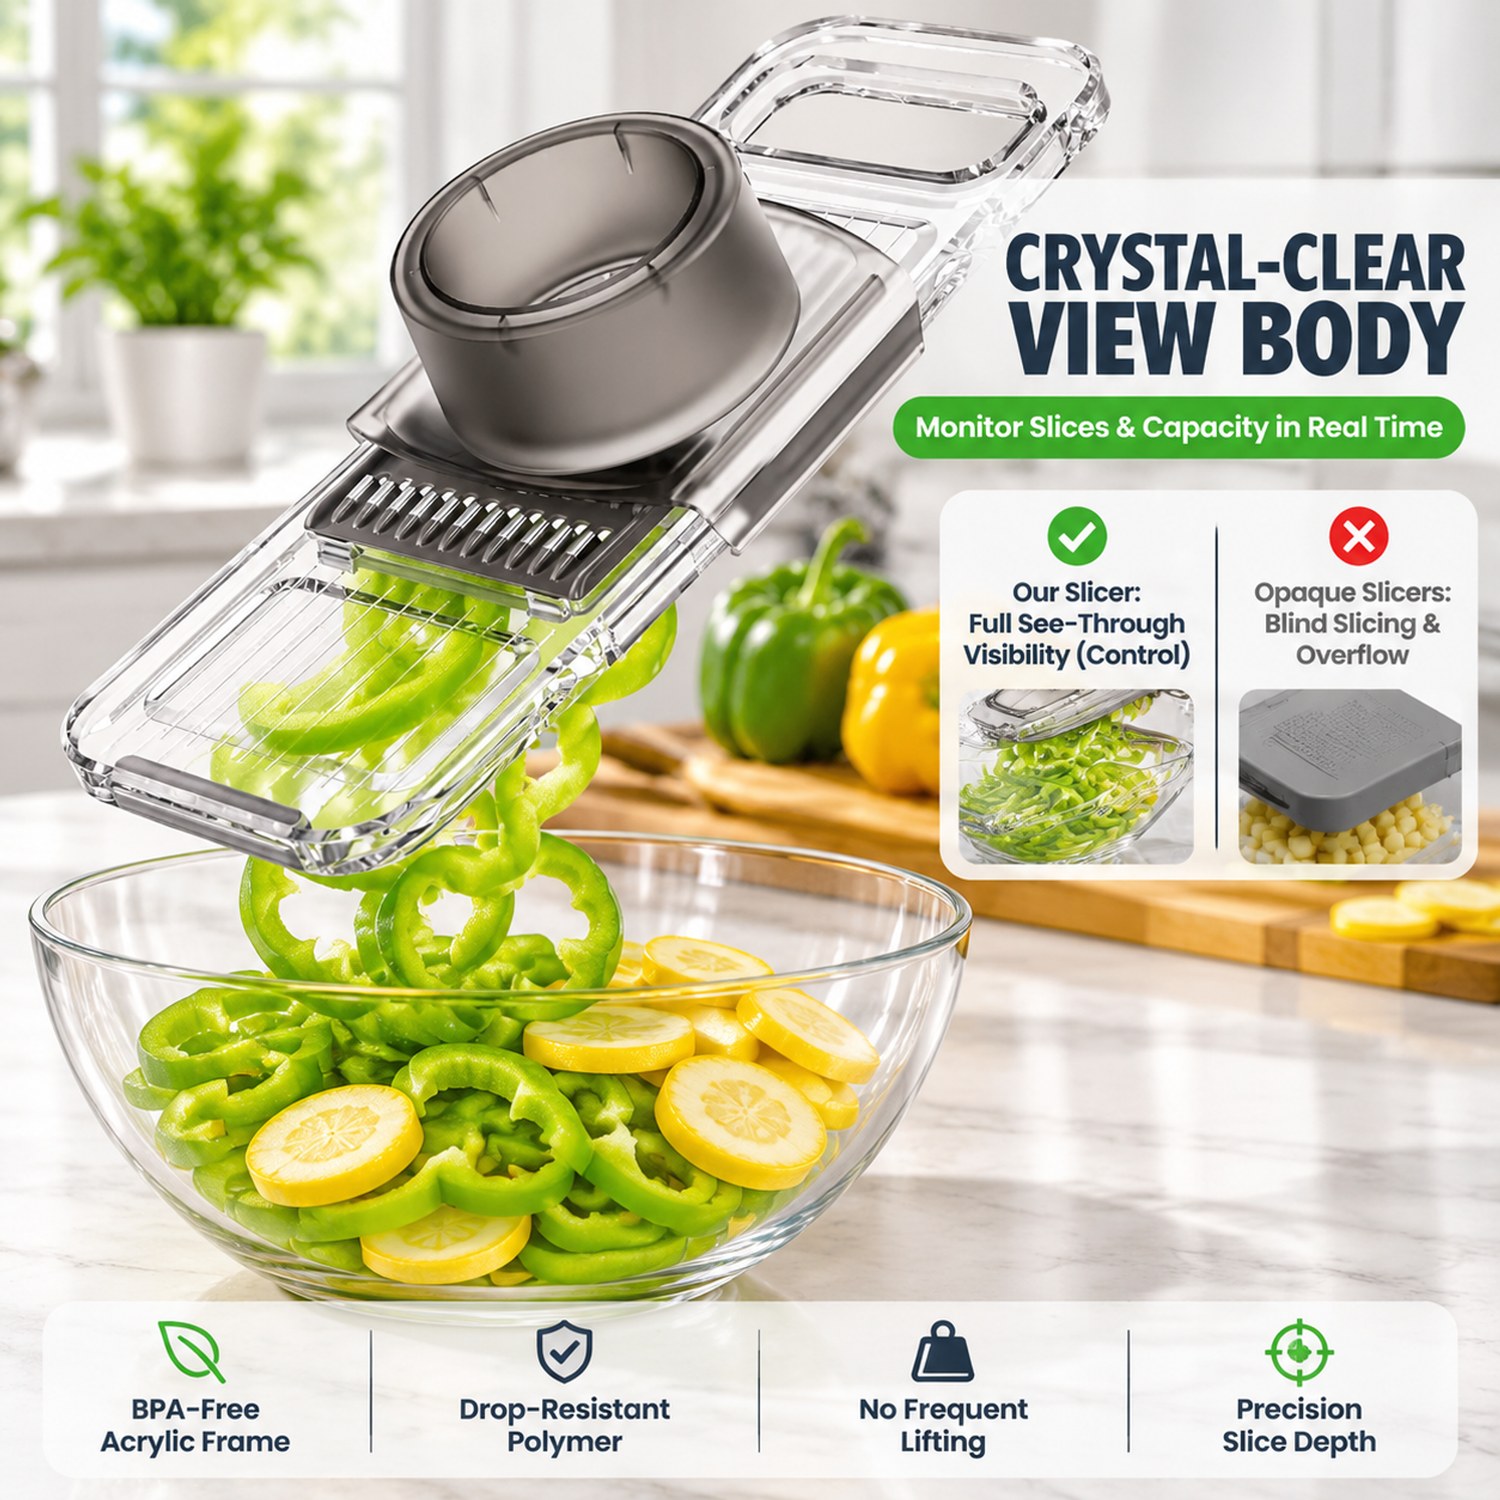 CRYSTAL-CLEAR
VIEW BODY
Monitor Slices & Capacity in Real Time
Our Slicer:
Full See-Through
Visibility (Control)
Opaque Slicers:
Blind Slicing &
Overflow
BPA-Free
Acrylic Frame
Drop-Resistant
Polymer
No Frequent
Lifting
Precision
Slice Depth